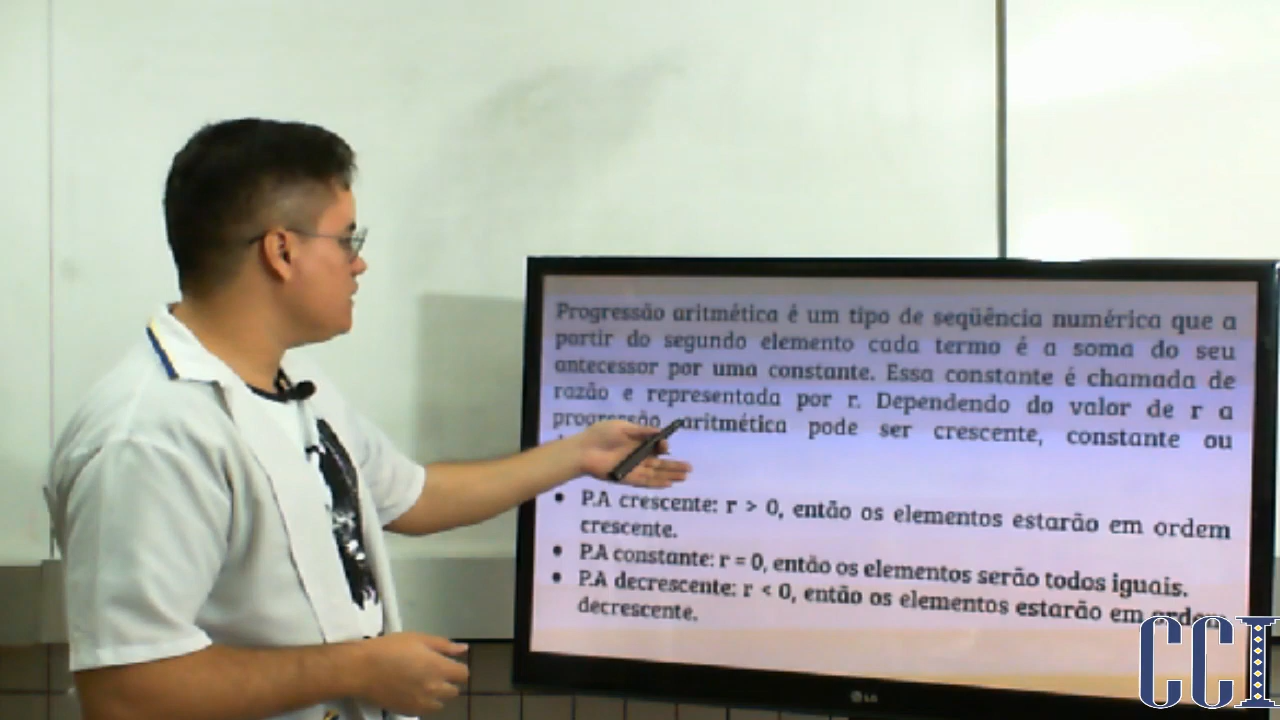 Progressão aritmética é um tipo de seqüência numérica que a
partir do segundo elemento cada termo é a soma do seu
antecessor por uma constante. Essa constante é chamada de
razão e representada por r. Dependendo do valor de r a
progressão aritmética pode ser crescente, constante ou
• P.A crescente: r > 0, então os elementos estarão em ordem
crescente.
• P.A constante: r = 0, então os elementos serão todos iguais.
• P.A decrescente: r < 0, então os elementos estarão em ordem
decrescente.
LG
CCI